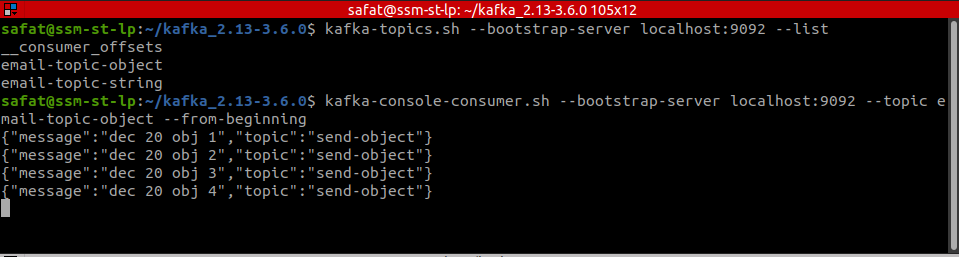 safat@ssm-st-lp: ~/kafka_2.13-3.6.0 105x12
safat@ssm-st-lp:~/kafka_2.13-3.6.0$ kafka-topics.sh --bootstrap-server localhost:9092 --list
__consumer_offsets
email-topic-object
email-topic-string
safat@ssm-st-lp:~/kafka_2.13-3.6.0$ kafka-console-consumer.sh --bootstrap-server localhost:9092 --topic e
mail-topic-object --from-beginning
{"message":"dec 20 obj 1","topic":"send-object"}
{"message":"dec 20 obj 2","topic":"send-object"}
{"message":"dec 20 obj 3","topic":"send-object"}
{"message":"dec 20 obj 4","topic":"send-object"}